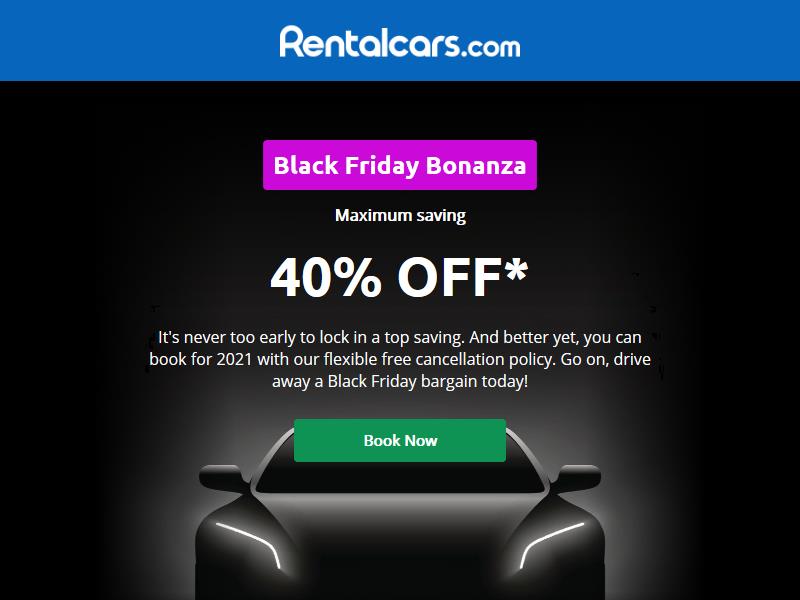 Rentalcars.com
Black Friday Bonanza
Maximum saving
40% OFF*
It's never too early to lock in a top saving. And better yet, you can
book for 2021 with our flexible free cancellation policy. Go on, drive
away a Black Friday bargain today!
Book Now